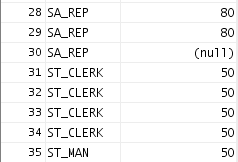 28 SA_REP 80
29 SA_REP 80
30 SA_REP (null)
31 ST_CLERK 50
32 ST_CLERK 50
33 ST_CLERK 50
34 ST_CLERK 50
35 ST_MAN 50